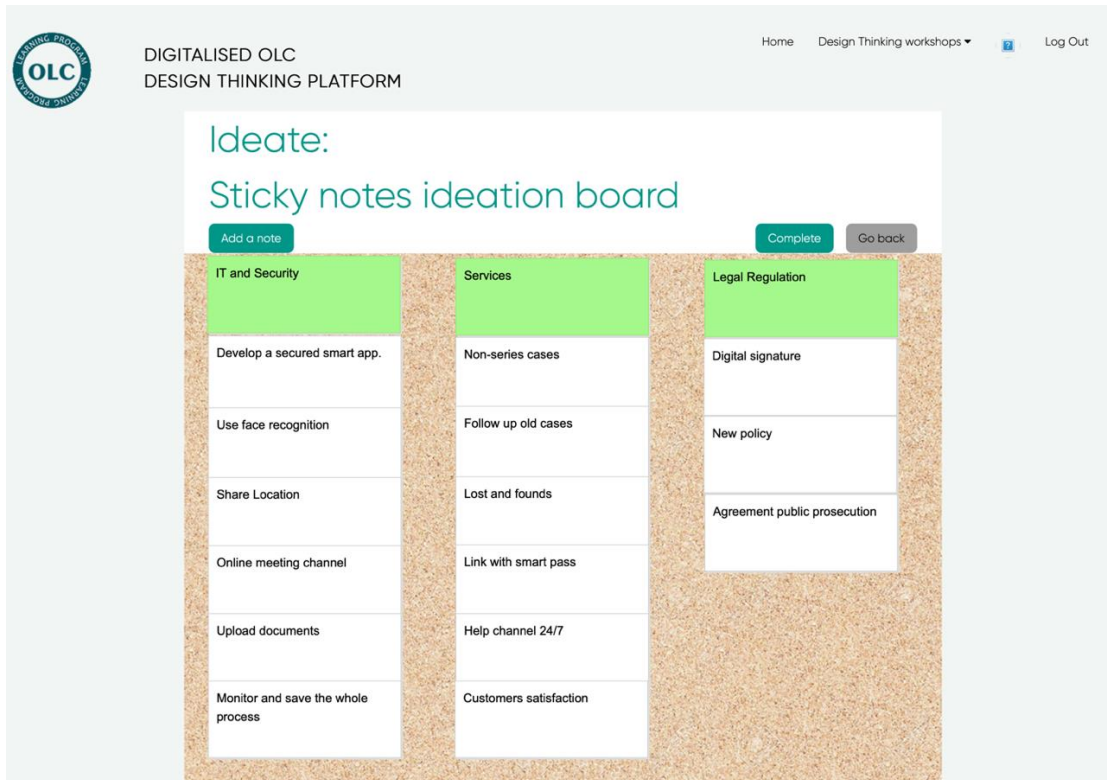 LEARNING PROGRAM LEARNING PROGRAM
OLC
DIGITALISED OLC
DESIGN THINKING PLATFORM
Home
Design Thinking workshops
?
Log Out
Ideate:
Sticky notes ideation board
Add a note
Complete
Go back
IT and Security
Develop a secured smart app.
Use face recognition
Share Location
Online meeting channel
Upload documents
Monitor and save the whole
process
Services
Non-series cases
Follow up old cases
Lost and founds
Link with smart pass
Help channel 24/7
Customers satisfaction
Legal Regulation
Digital signature
New policy
Agreement public prosecution